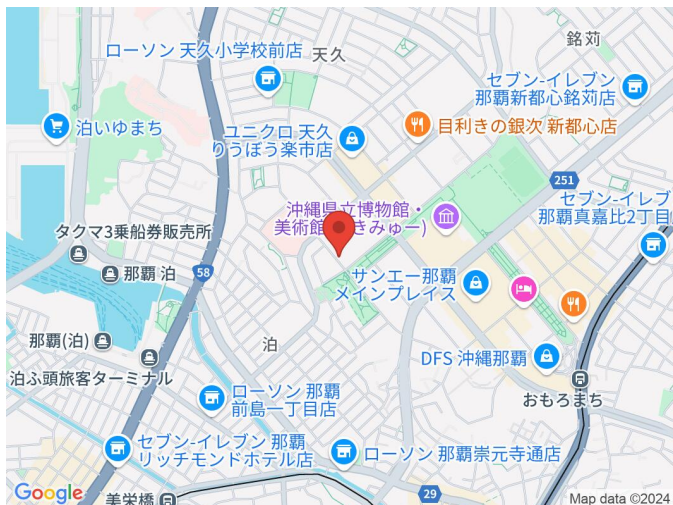 ローソン 天久小学校前店
天久
銘苅
セブン-イレブン
那覇新都心銘苅店
泊いゆまち
ユニクロ 天久
りうぼう楽市店
目利きの銀次 新都心店
251
沖縄県立博物館・
美術館
きみゅー)
セブン-イレブ
那覇真嘉比2丁目
タクマ3乗船券販売所
那覇 泊
58
サンエー那覇
メインプレイス
那覇(泊)
泊
泊ふ頭旅客ターミナル
DFS 沖縄那覇
おもろまち
ローソン 那覇
前島一丁目店
セブン-イレブン 那覇
リッチモンドホテル店
ローソン 那覇崇元寺通店
29
美栄橋
Google
Map data ©2024